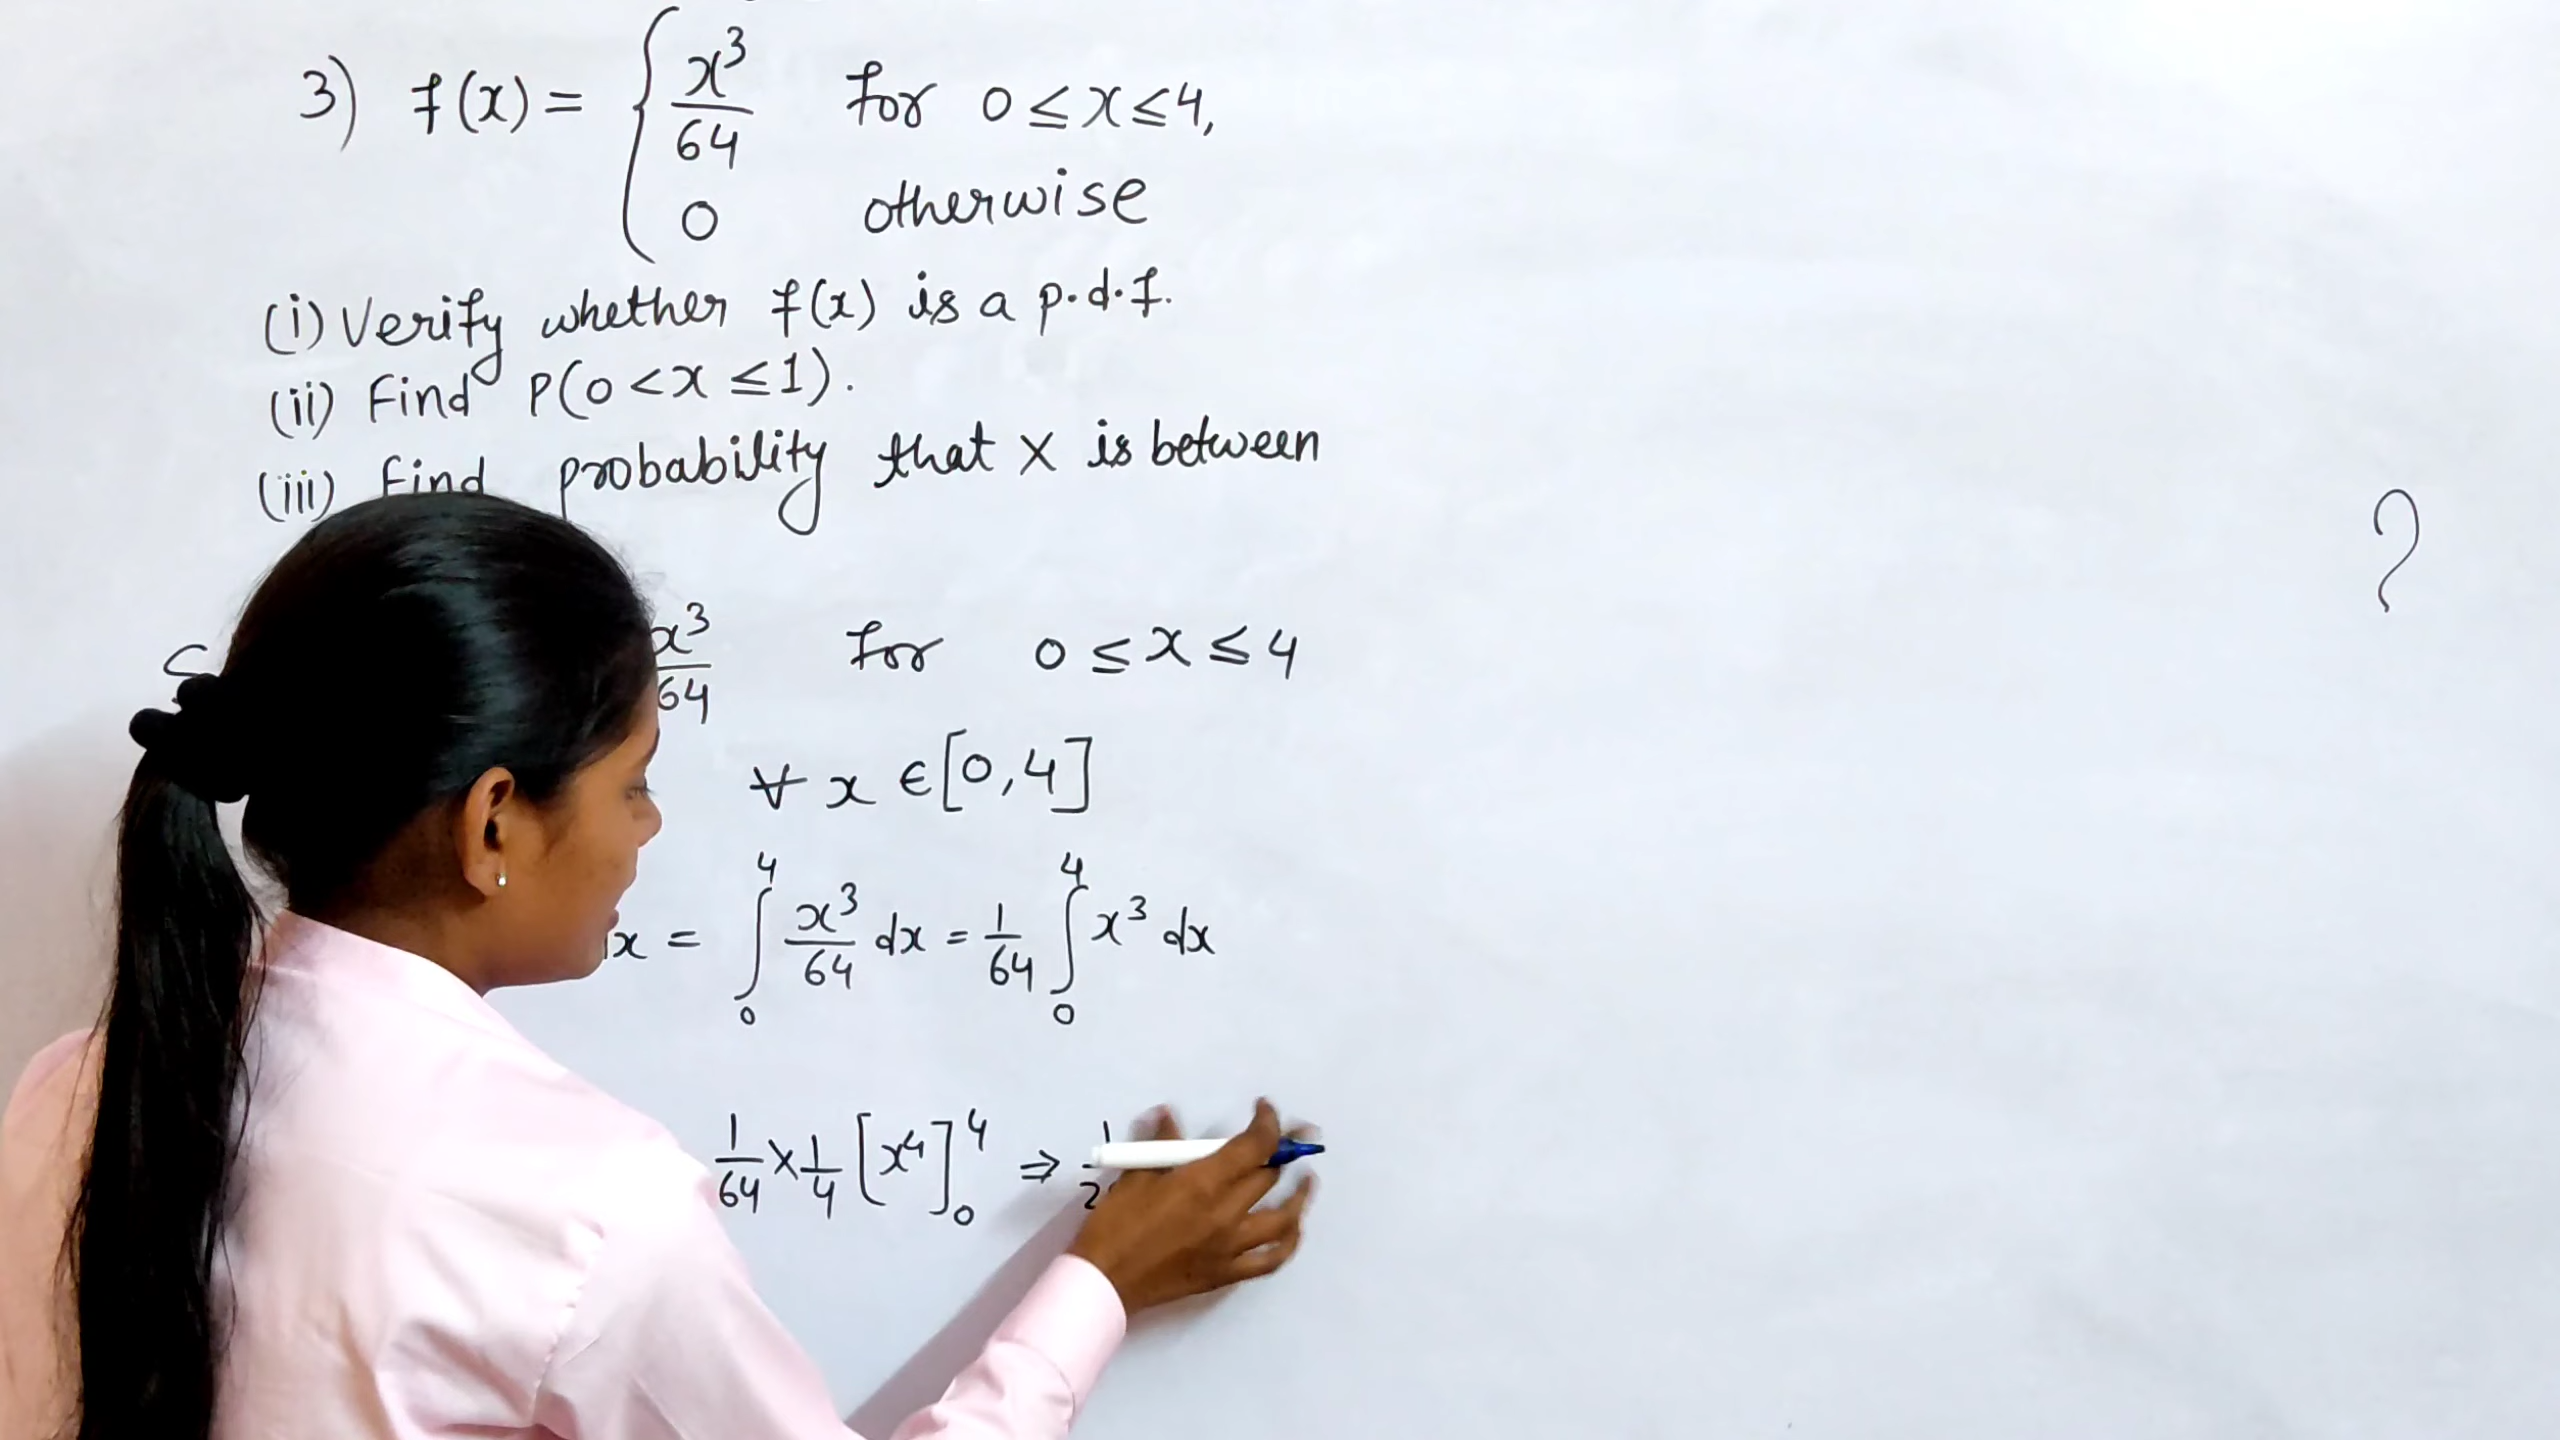 3) f(x) = { x³/64 for 0 ≤ x ≤ 4,
0 otherwise
(i) Verify whether f(x) is a p.d.f.
(ii) Find P(0 < x ≤ 1).
(iii) Find probability that X is between
x³/64 for 0 ≤ x ≤ 4
∀ x ∈ [0,4]
x = ∫₀⁴ x³/64 dx = 1/64 ∫₀⁴ x³ dx
1/64 × 1/4 [x⁴]₀⁴ ⇒
?